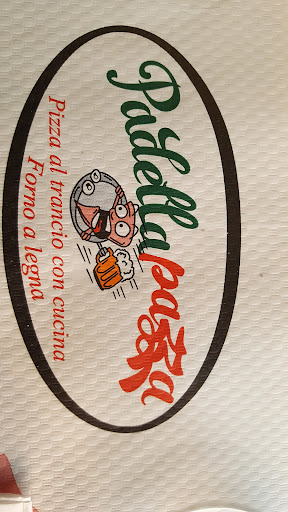 Padellapazza
Pizza al trancio con cucina
Forno a legna